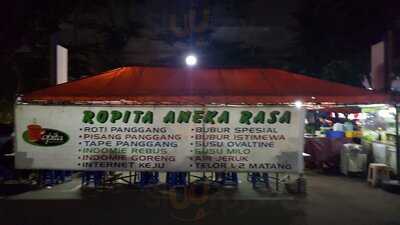 ROPITA ANEKA RASA
Ropita
• ROTI PANGGANG
• PISANG PANGGANG
• TAPE PANGGANG
• INDOMIE REBUS
• INDOMIE GORENG
• INTERNET KEJU
• BUBUR SPESIAL
• BUBUR ISTIMEWA
• SUSU OVALTINE
• SUSU MILO
• AIR JERUK
• TELOR 1-2 MATANG